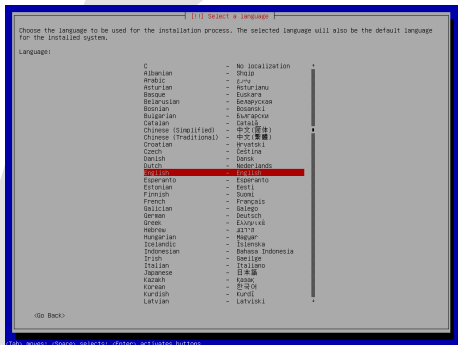 [!!] Select a language
Choose the language to be used for the installation process. The selected language will also be the default language
for the installed system.
Language:
C - No localization
Albanian - Shqip
Arabic - عربي
Asturian - Asturianu
Basque - Euskara
Belarusian - Беларуская
Bosnian - Bosanski
Bulgarian - Български
Catalan - Català
Chinese (Simplified) - 中文(简体)
Chinese (Traditional) - 中文(繁體)
Croatian - Hrvatski
Czech - Čeština
Danish - Dansk
Dutch - Nederlands
English - English
Esperanto - Esperanto
Estonian - Eesti
Finnish - Suomi
French - Français
Galician - Galego
German - Deutsch
Greek - Ελληνικά
Hebrew - עברית
Hungarian - Magyar
Icelandic - Íslenska
Indonesian - Bahasa Indonesia
Irish - Gaeilge
Italian - Italiano
Japanese - 日本語
Kazakh - Қазақ
Korean - 한국어
Kurdish - Kurdî
Latvian - Latviski
<Go Back>
<Tab> moves; <Space> selects; <Enter> activates buttons